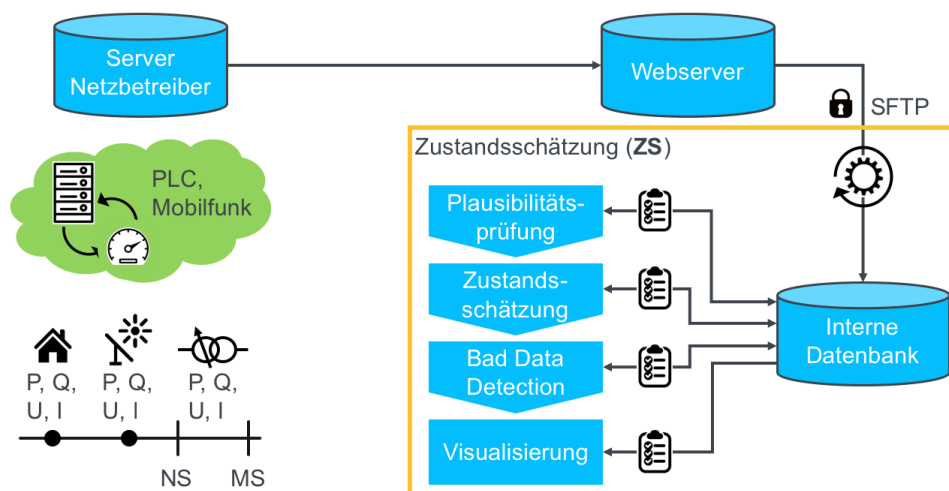 Server
Netzbetreiber
Webserver
SFTP
Zustandsschätzung (ZS)
PLC,
Mobilfunk
Plausibilitäts-
prüfung
Zustands-
schätzung
Bad Data
Detection
Visualisierung
Interne
Datenbank
P, Q,
U, I
P, Q,
U, I
P, Q,
U, I
NS
MS